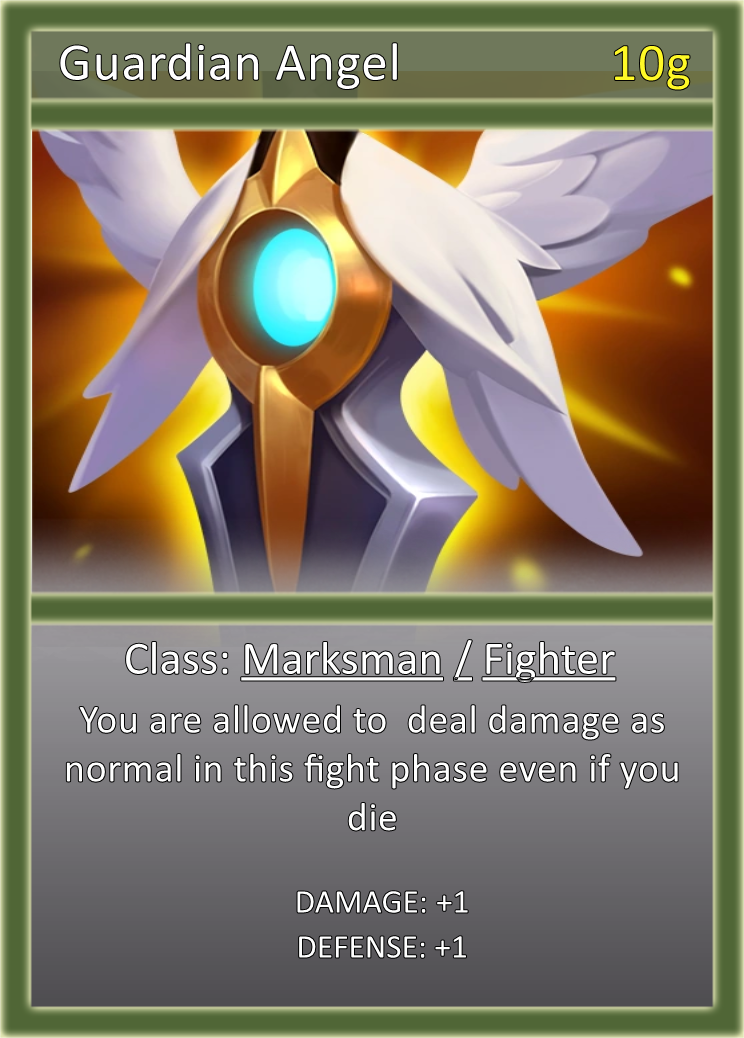 Guardian Angel 10g
Class: Marksman / Fighter
You are allowed to  deal damage as
normal in this fight phase even if you
die
DAMAGE: +1
DEFENSE: +1